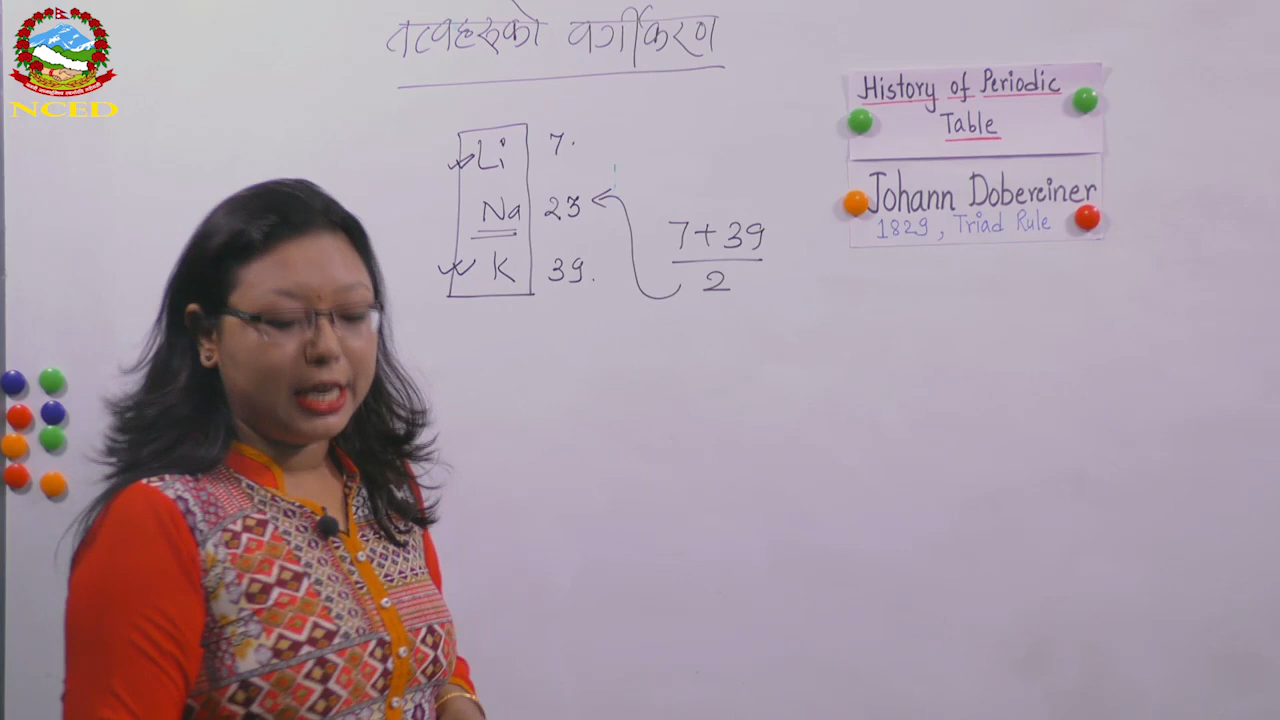 NCED
तत्वहरुको वर्गीकरण
Li 7.
Na 23
K 39.
7+39
2
History of Periodic
Table
Johann Dobereiner
1829, Triad Rule